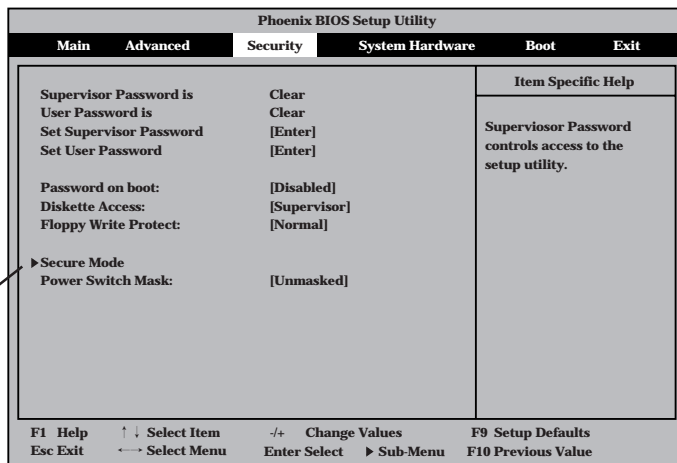 Phoenix BIOS Setup Utility
Main Advanced Security System Hardware Boot Exit
Item Specific Help
Supervisor Password is Clear
User Password is Clear
Set Supervisor Password [Enter]
Set User Password [Enter]
Superviosor Password
controls access to the
setup utility.
Password on boot: [Disabled]
Diskette Access: [Supervisor]
Floppy Write Protect: [Normal]
▶Secure Mode
Power Switch Mask: [Unmasked]
F1 Help ↑↓ Select Item -/+ Change Values F9 Setup Defaults
Esc Exit ←→ Select Menu Enter Select ▶ Sub-Menu F10 Previous Value